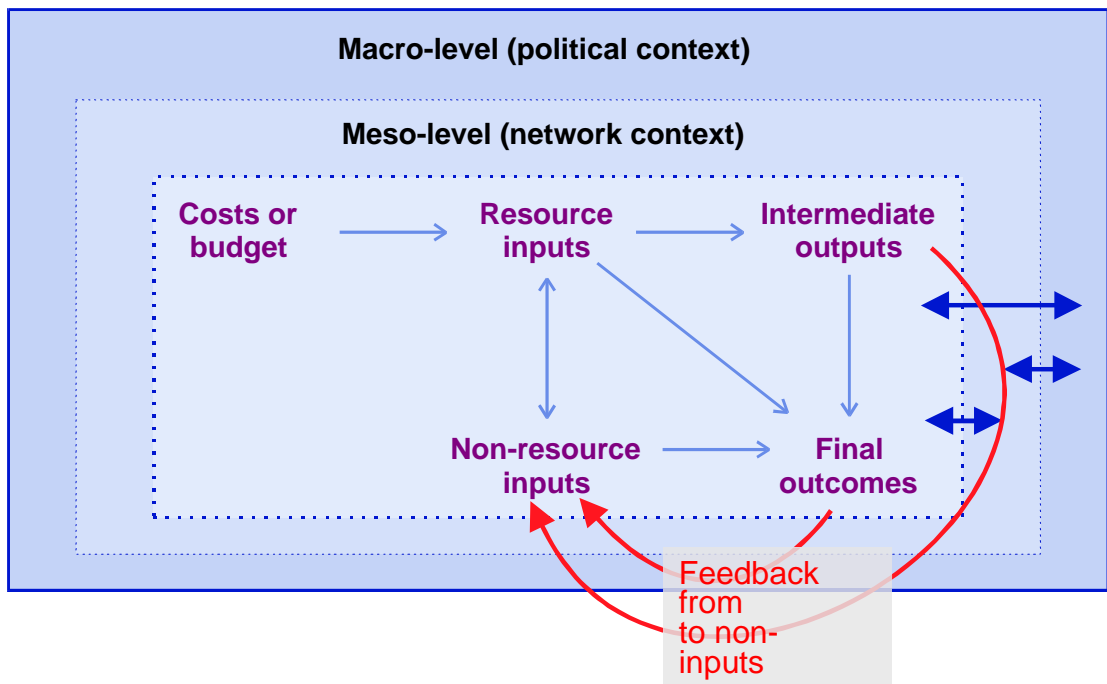 Macro-level (political context)
Meso-level (network context)
Costs or
budget
Resource
inputs
Intermediate
outputs
Non-resource
inputs
Final
outcomes
Feedback
from
to non-
inputs